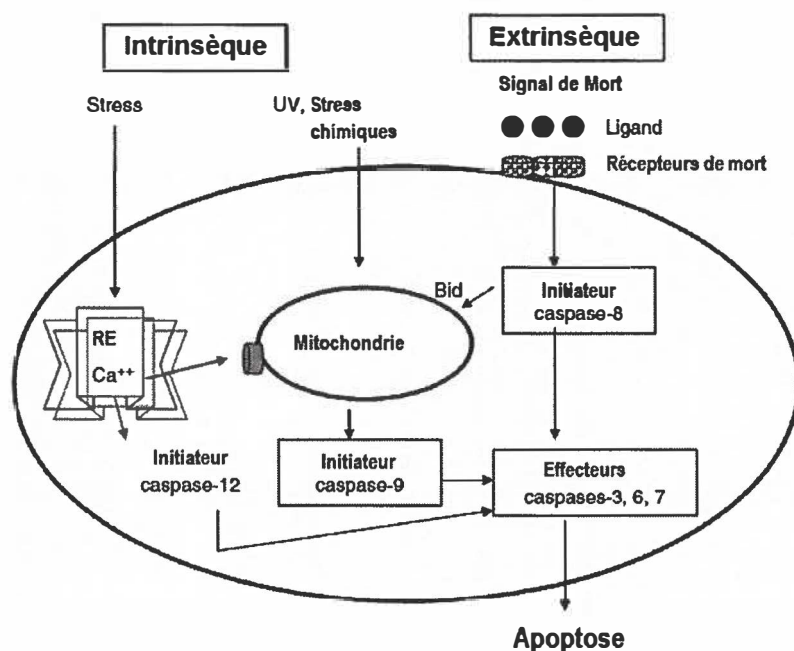 Intrinsèque
Extrinsèque
Signal de Mort
Stress
UV, Stress
chimiques
Ligand
Récepteurs de mort
Bid
Initiateur
caspase-8
RE
Ca++
Mitochondrie
Initiateur
caspase-12
Initiateur
caspase-9
Effecteurs
caspases-3, 6, 7
Apoptose